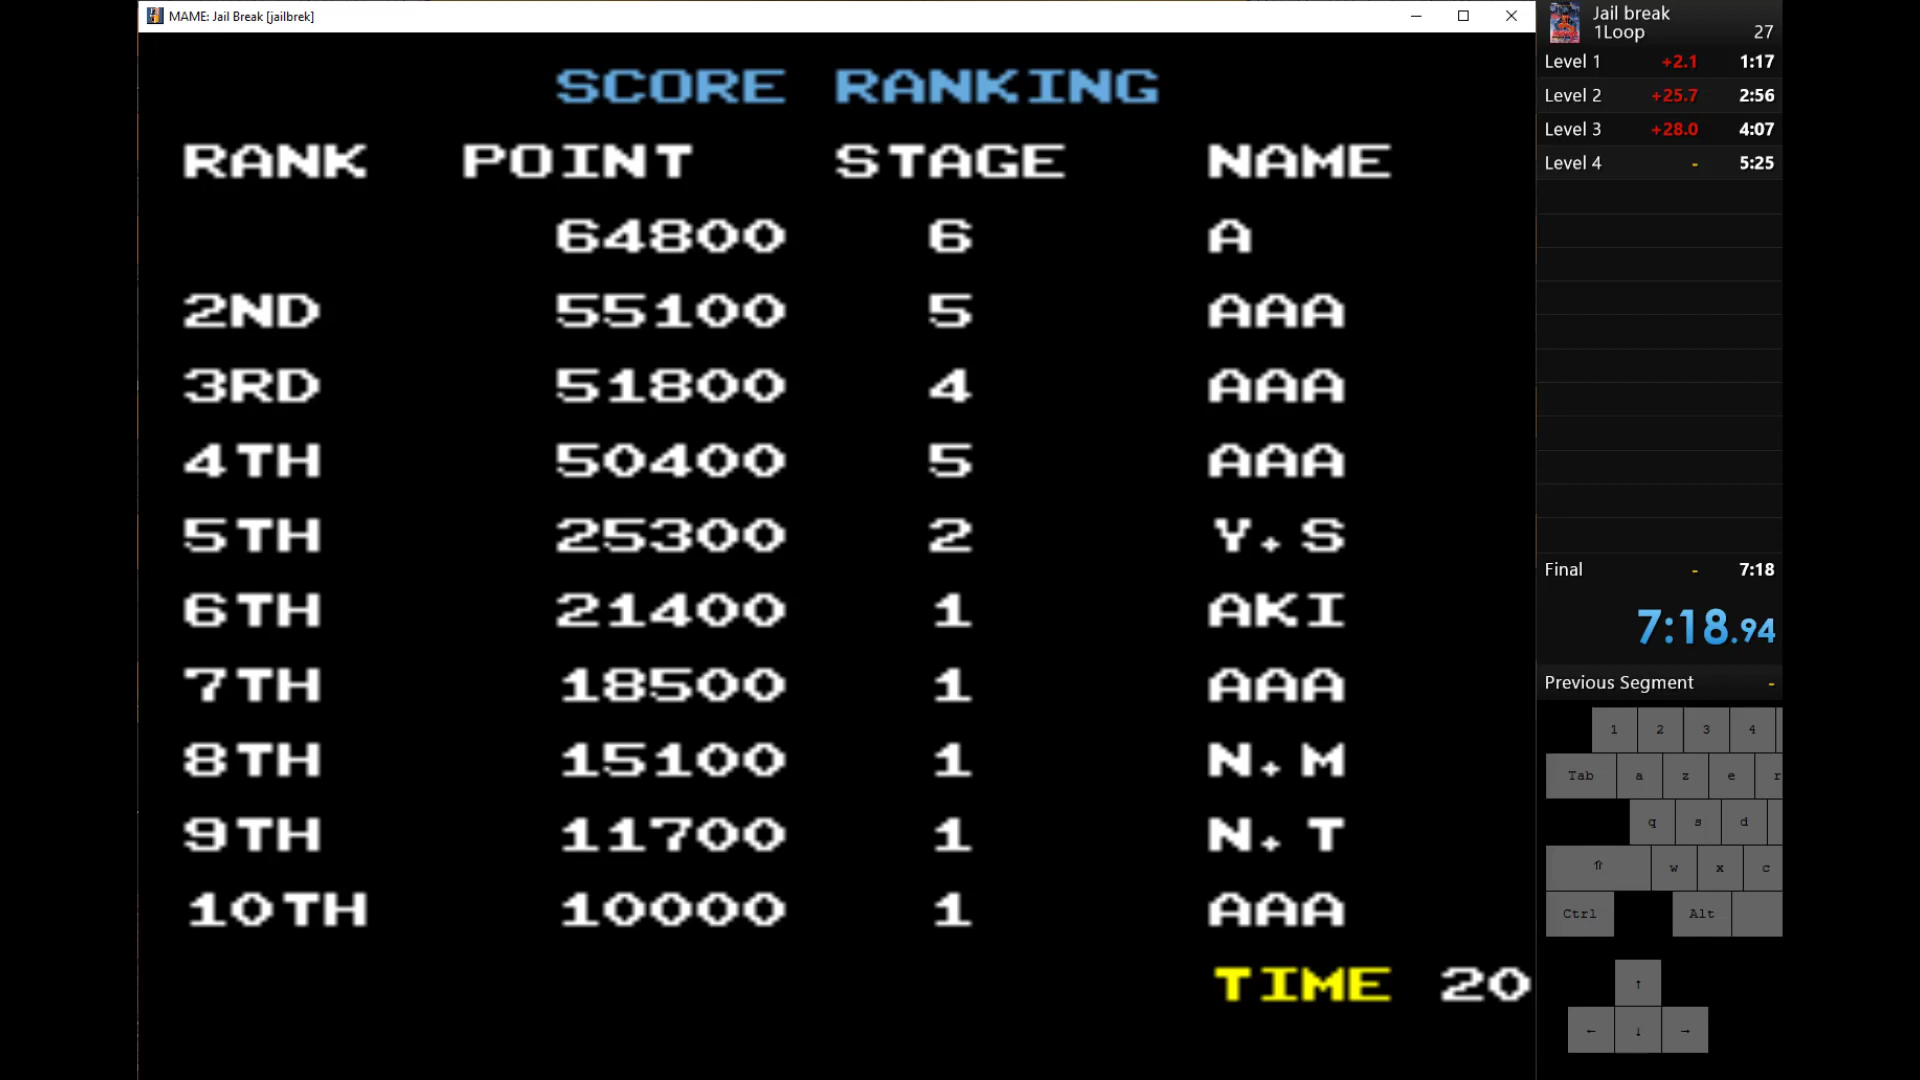 MAME: Jail Break [jailbrek]
SCORE RANKING
RANK POINT STAGE NAME
64800 6 A
2ND 55100 5 AAA
3RD 51800 4 AAA
4TH 50400 5 AAA
5TH 25300 2 Y.S
6TH 21400 1 AKI
7TH 18500 1 AAA
8TH 15100 1 N.M
9TH 11700 1 N.T
10TH 10000 1 AAA
TIME 20
Jail break
1Loop 27
Level 1 +2.1 1:17
Level 2 +25.7 2:56
Level 3 +28.0 4:07
Level 4 - 5:25
Final - 7:18
7:18.94
Previous Segment -
1 2 3 4
Tab a z e r
q s d
⇧ w x c
Ctrl Alt
↑
← ↓ →